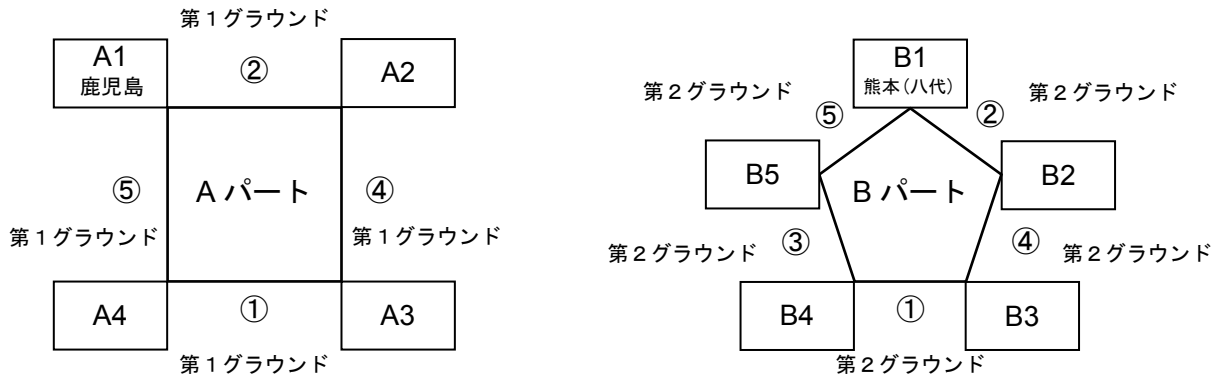 第１グラウンド
A1
鹿児島
②
A2
⑤
A パート
④
第１グラウンド
第１グラウンド
A4
①
A3
第１グラウンド
B1
熊本(八代)
第２グラウンド
第２グラウンド
⑤
②
B5
B パート
B2
③
④
第２グラウンド
第２グラウンド
B4
①
B3
第２グラウンド